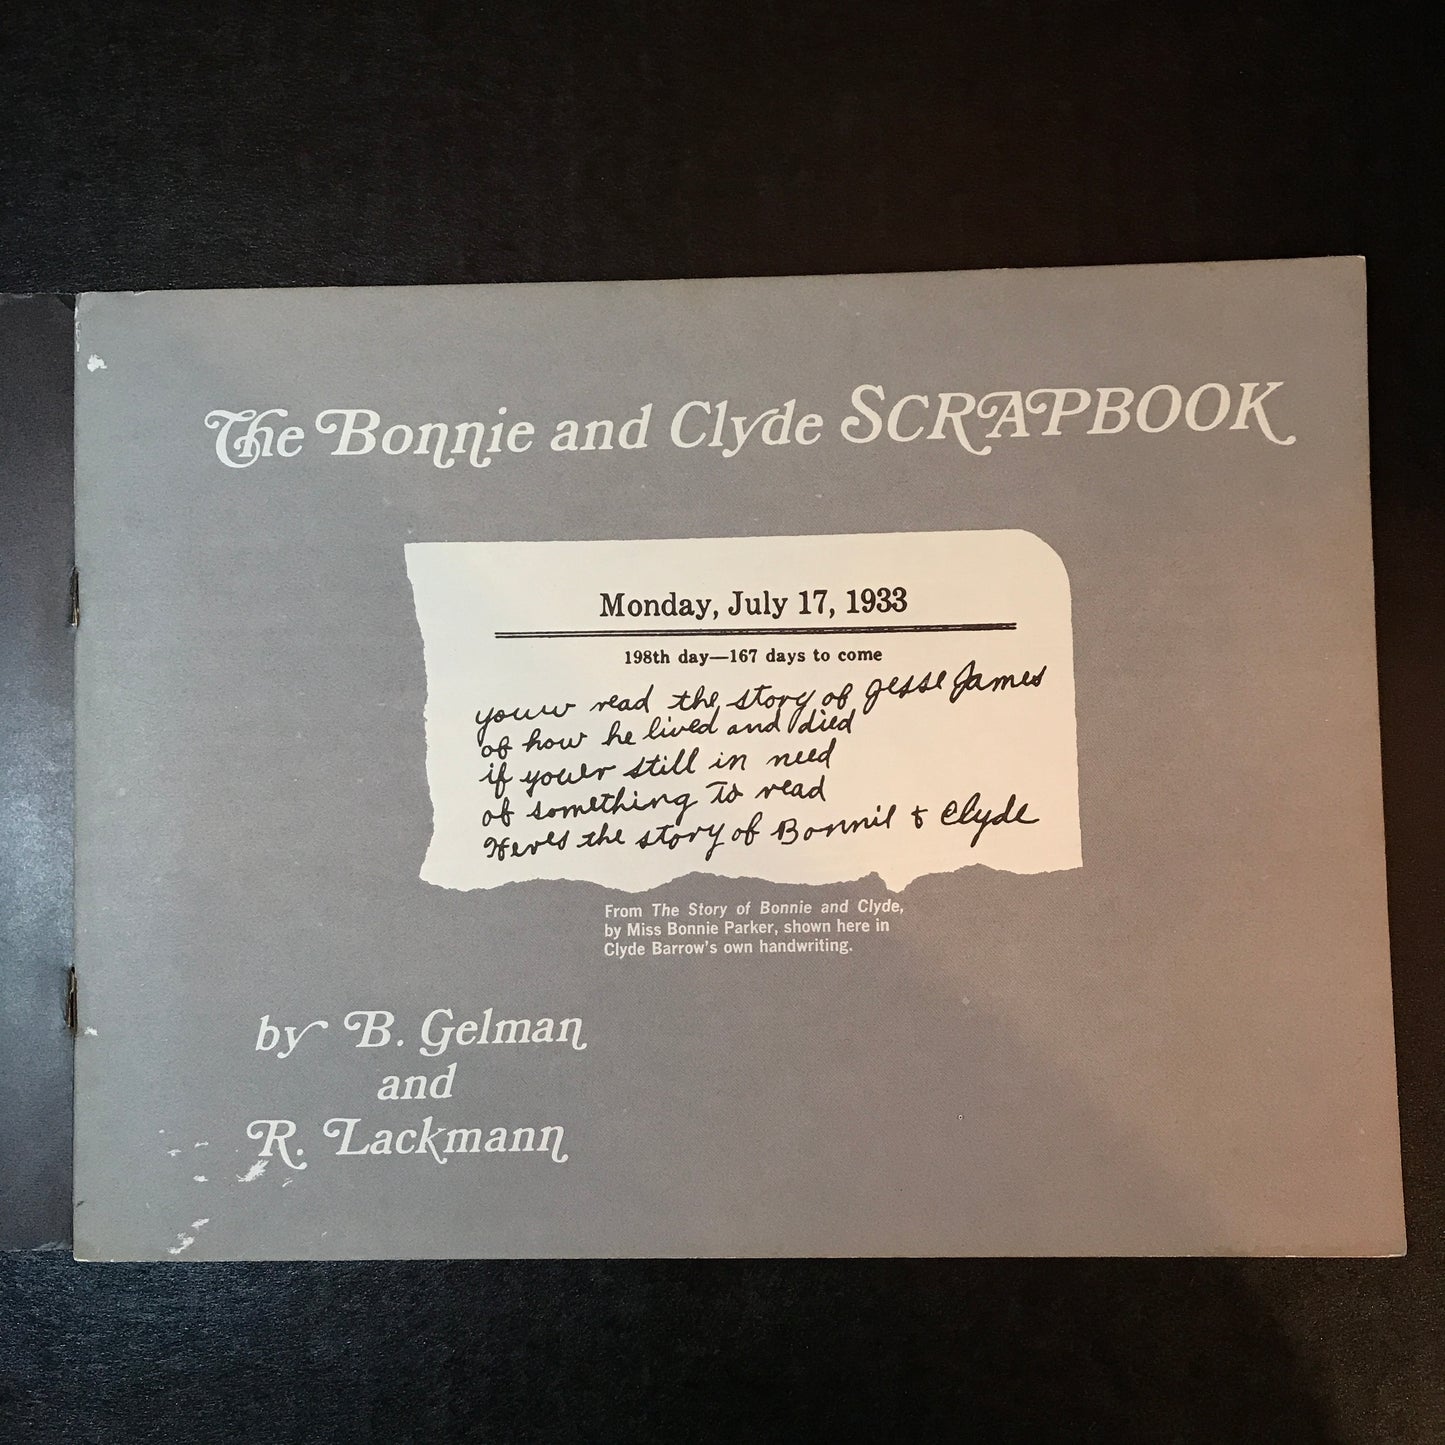 The Bonnie and Clyde SCRAPBOOK
Monday, July 17, 1933
198th day—167 days to come
youw read the story of Jesse James
of how he lived and died
if youer still in need
of something to read
Heres the story of Bonnie & Clyde
From The Story of Bonnie and Clyde,
by Miss Bonnie Parker, shown here in
Clyde Barrow's own handwriting.
by B. Gelman
and
R. Lackmann